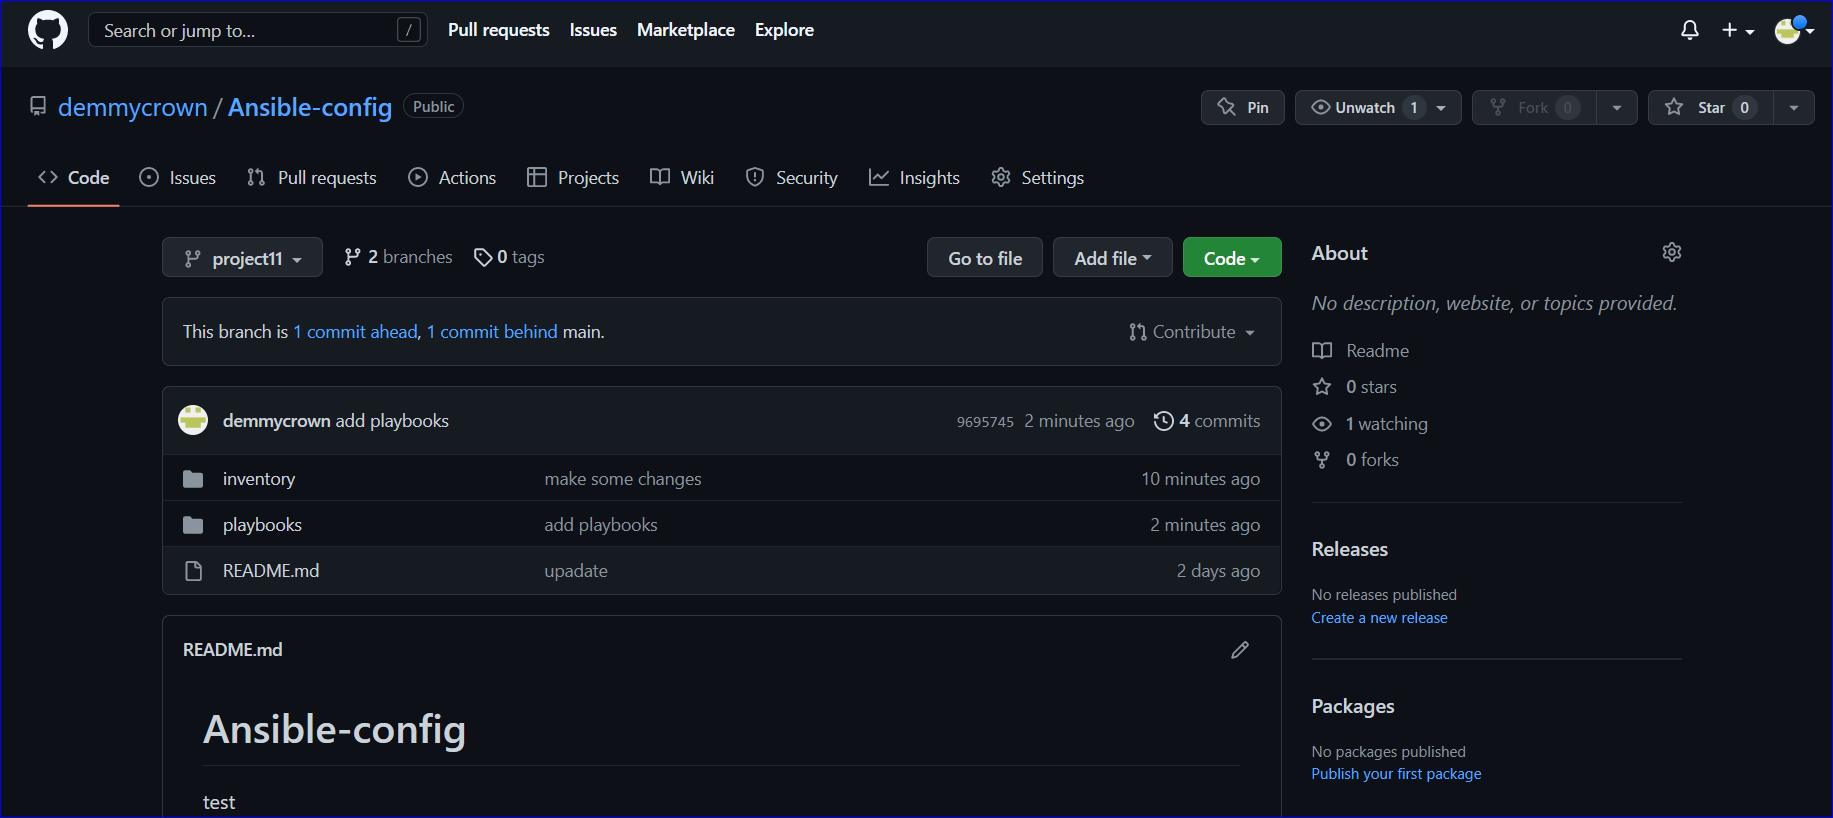 Search or jump to... / Pull requests Issues Marketplace Explore
demmycrown / Ansible-config Public Pin Unwatch 1 Fork 0 Star 0
Code Issues Pull requests Actions Projects Wiki Security Insights Settings
project11 2 branches 0 tags Go to file Add file Code
This branch is 1 commit ahead, 1 commit behind main. Contribute
demmycrown add playbooks 9695745 2 minutes ago 4 commits
inventory make some changes 10 minutes ago
playbooks add playbooks 2 minutes ago
README.md upadate 2 days ago
README.md
Ansible-config
test
About
No description, website, or topics provided.
Readme
0 stars
1 watching
0 forks
Releases
No releases published
Create a new release
Packages
No packages published
Publish your first package